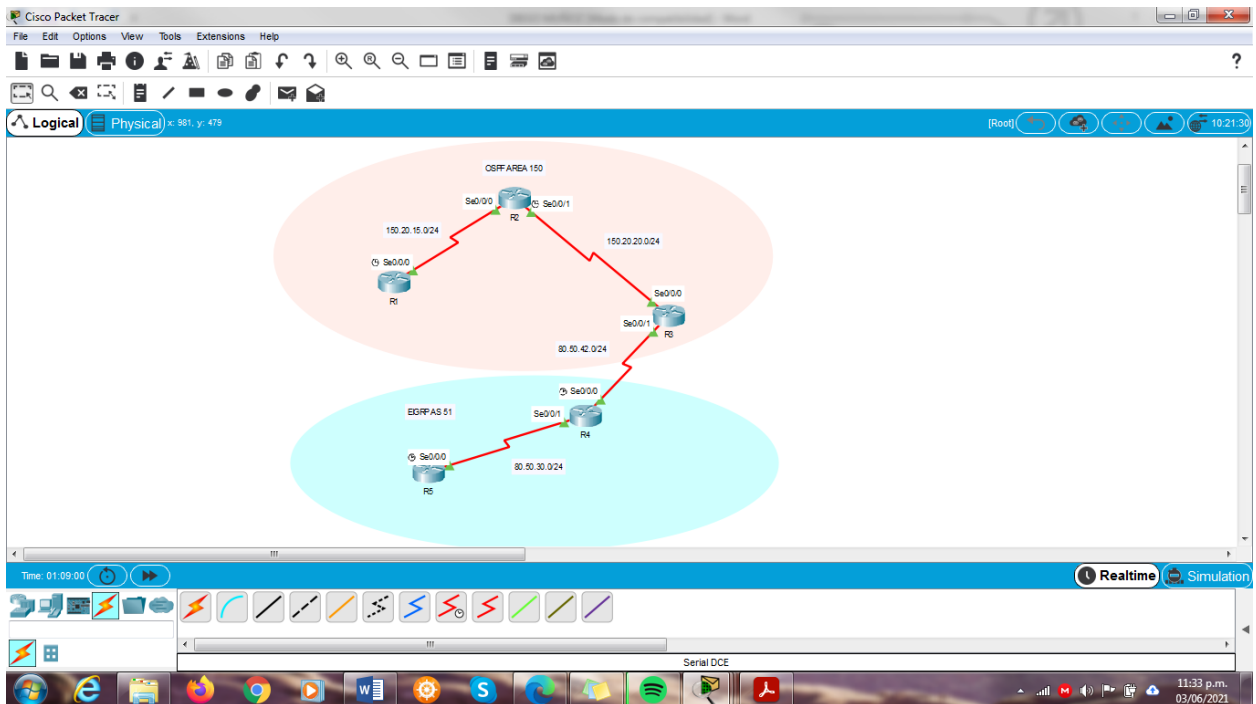 Cisco Packet Tracer
File Edit Options View Tools Extensions Help
?
Logical Physical x: 981, y: 479 [Root] 10:21:30
OSPF AREA 150
Se0/0/0 Se0/0/1
R2
150.20.15.0/24
150.20.20.0/24
Se0/0/0
R1
Se0/0/0
Se0/0/1
R3
80.50.42.0/24
Se0/0/0
EIGRP AS 51
Se0/0/1
R4
Se0/0/0
80.50.30.0/24
R5
Time: 01:09:00 Realtime Simulation
Serial DCE
11:33 p.m.
03/06/2021